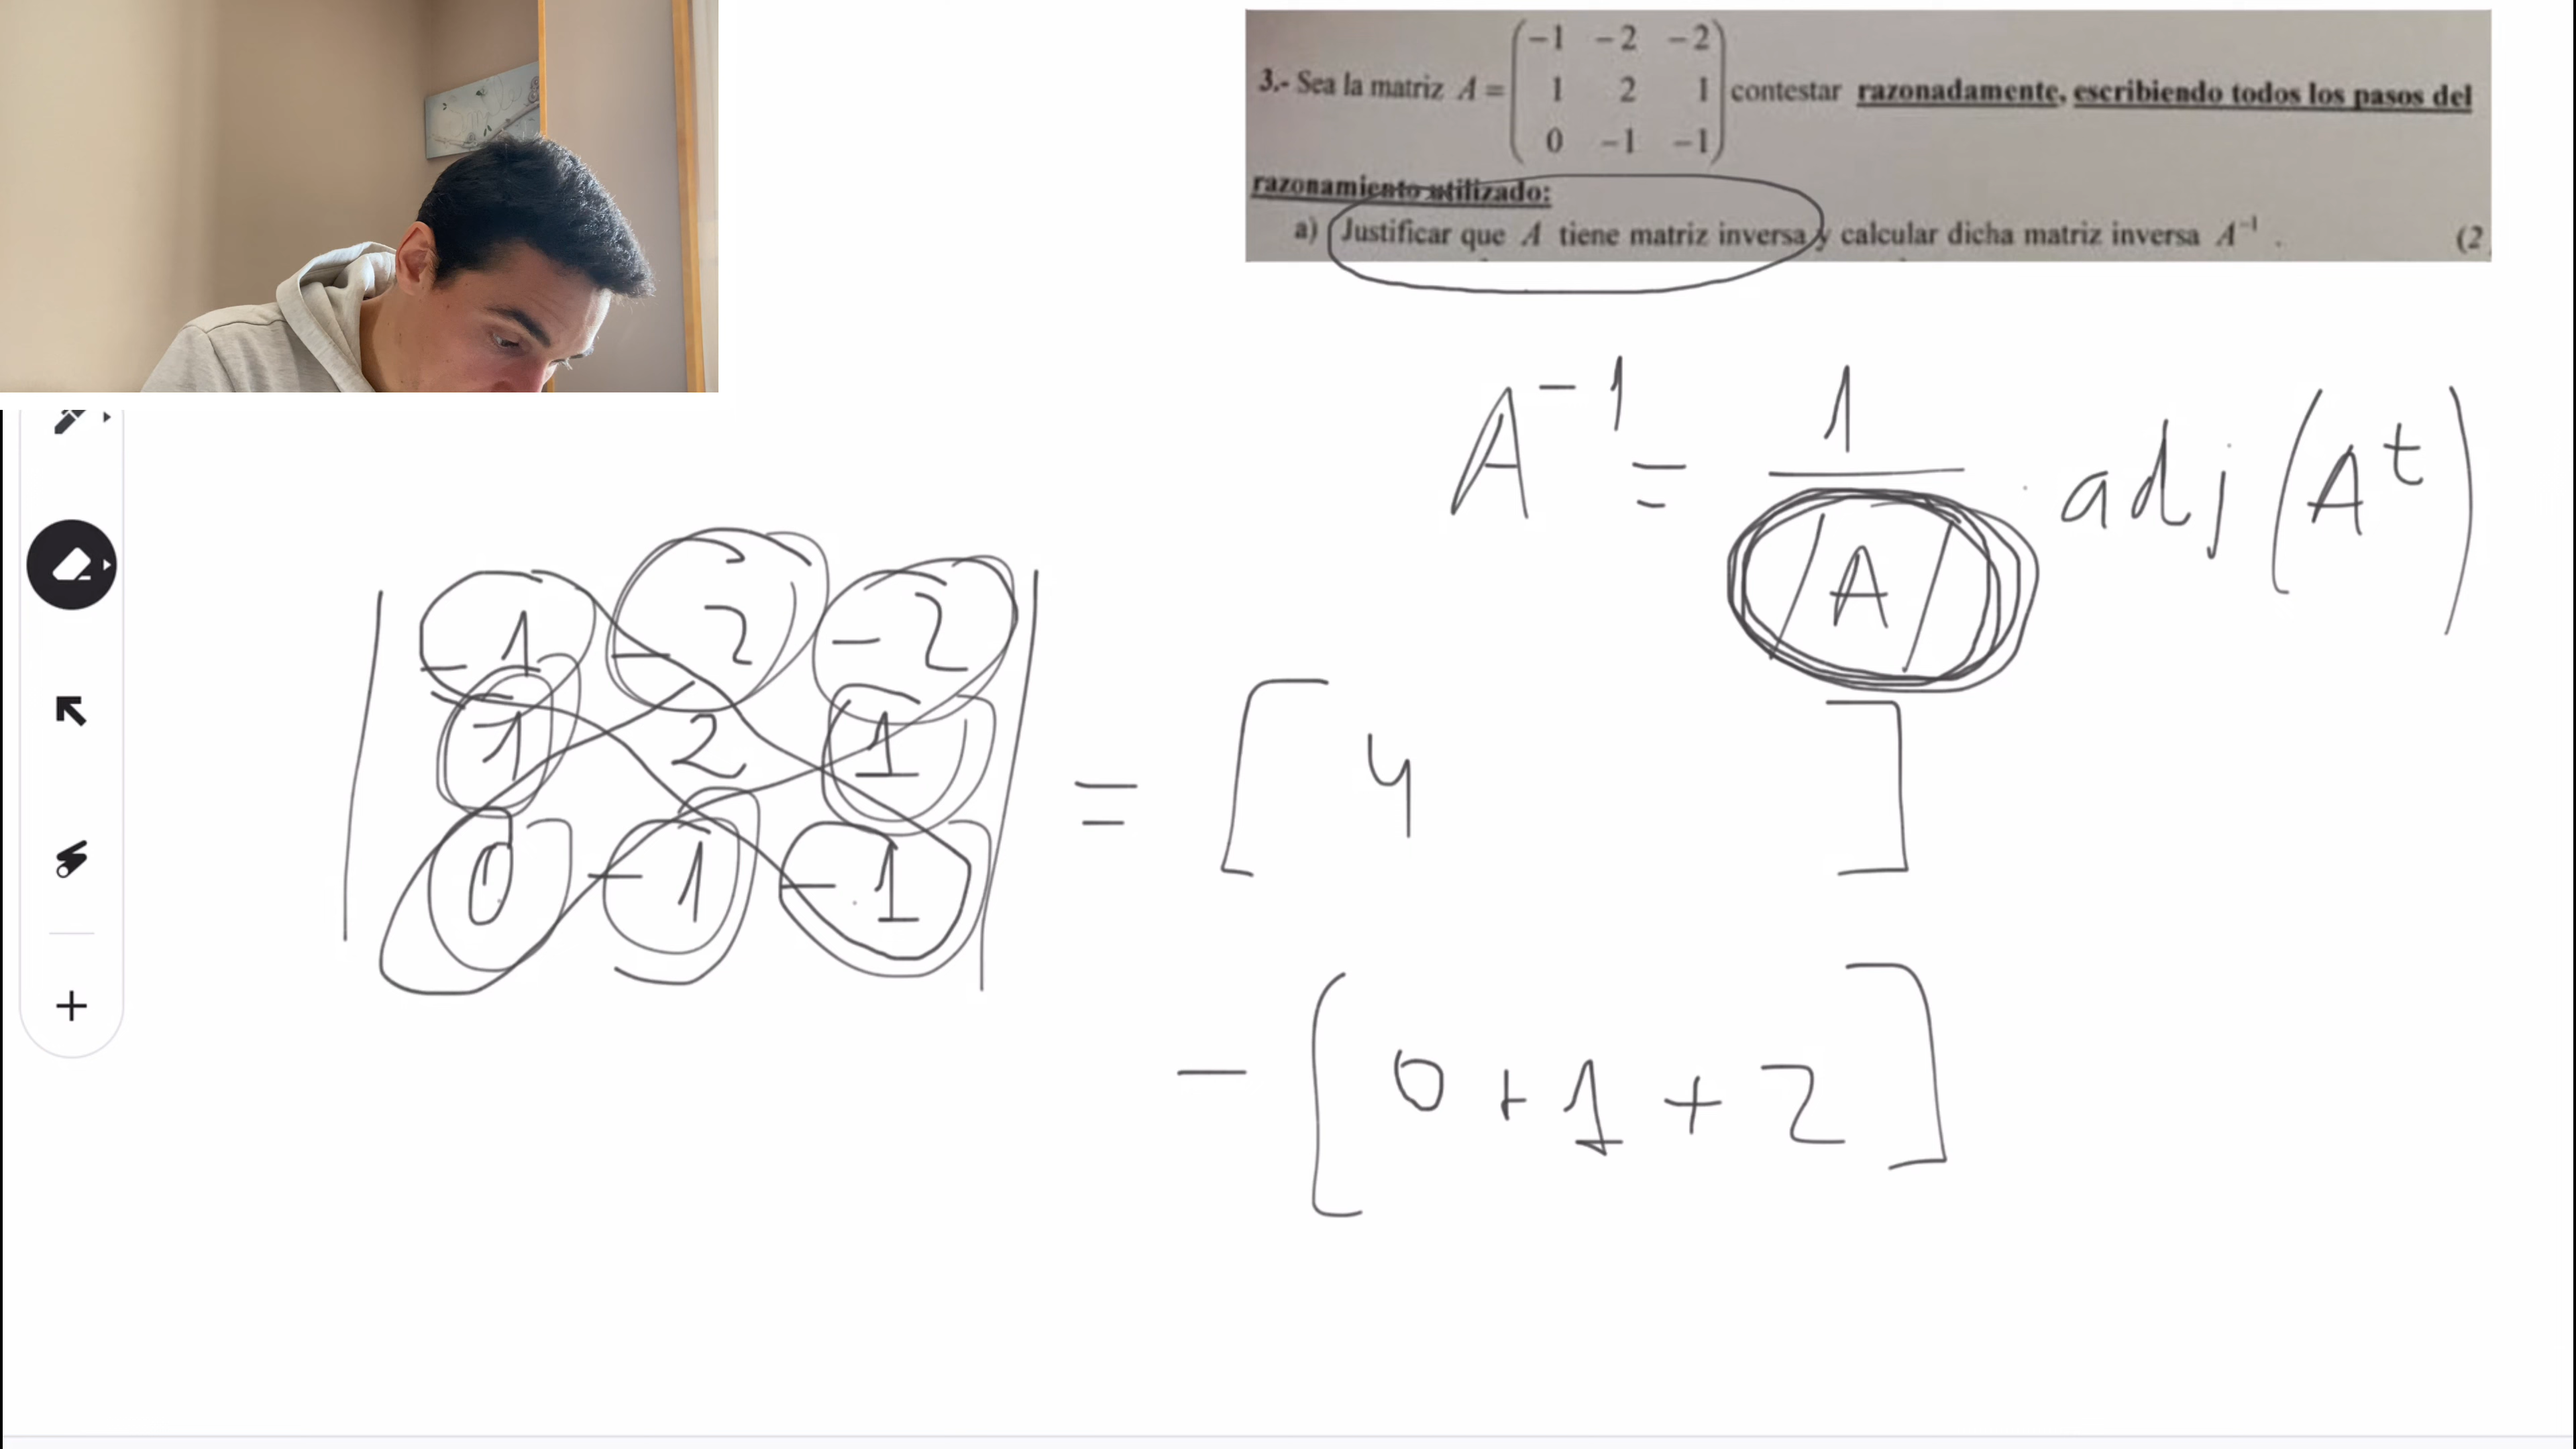 3.- Sea la matriz A = ( -1 -2 -2
1 2 1
0 -1 -1 ) contestar razonadamente, escribiendo todos los pasos del
razonamiento utilizado:
a) Justificar que A tiene matriz inversa y calcular dicha matriz inversa A⁻¹ . (2
A⁻¹ = 1 / |A| · adj (Aᵗ)
| -1 -2 -2 |
| 1 2 1 | = [ 4 ]
| 0 -1 -1 |
- [ 0 + 1 + 2 ]